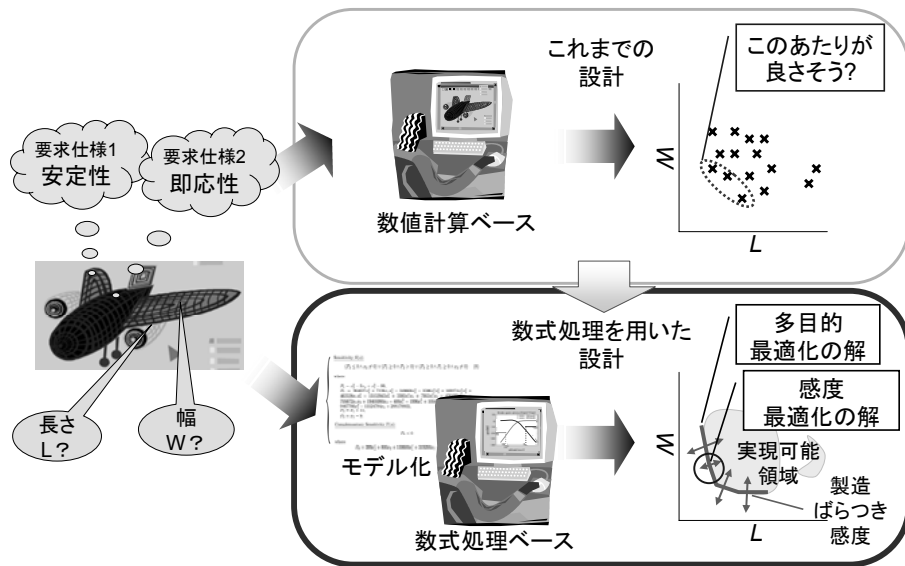 要求仕様1
安定性
要求仕様2
即応性
長さ
L?
幅
W?
これまでの
設計
数値計算ベース
このあたりが
良さそう?
W
L
数式処理を用いた
設計
モデル化
数式処理ベース
多目的
最適化の解
感度
最適化の解
実現可能
領域
製造
ばらつき
感度
W
L